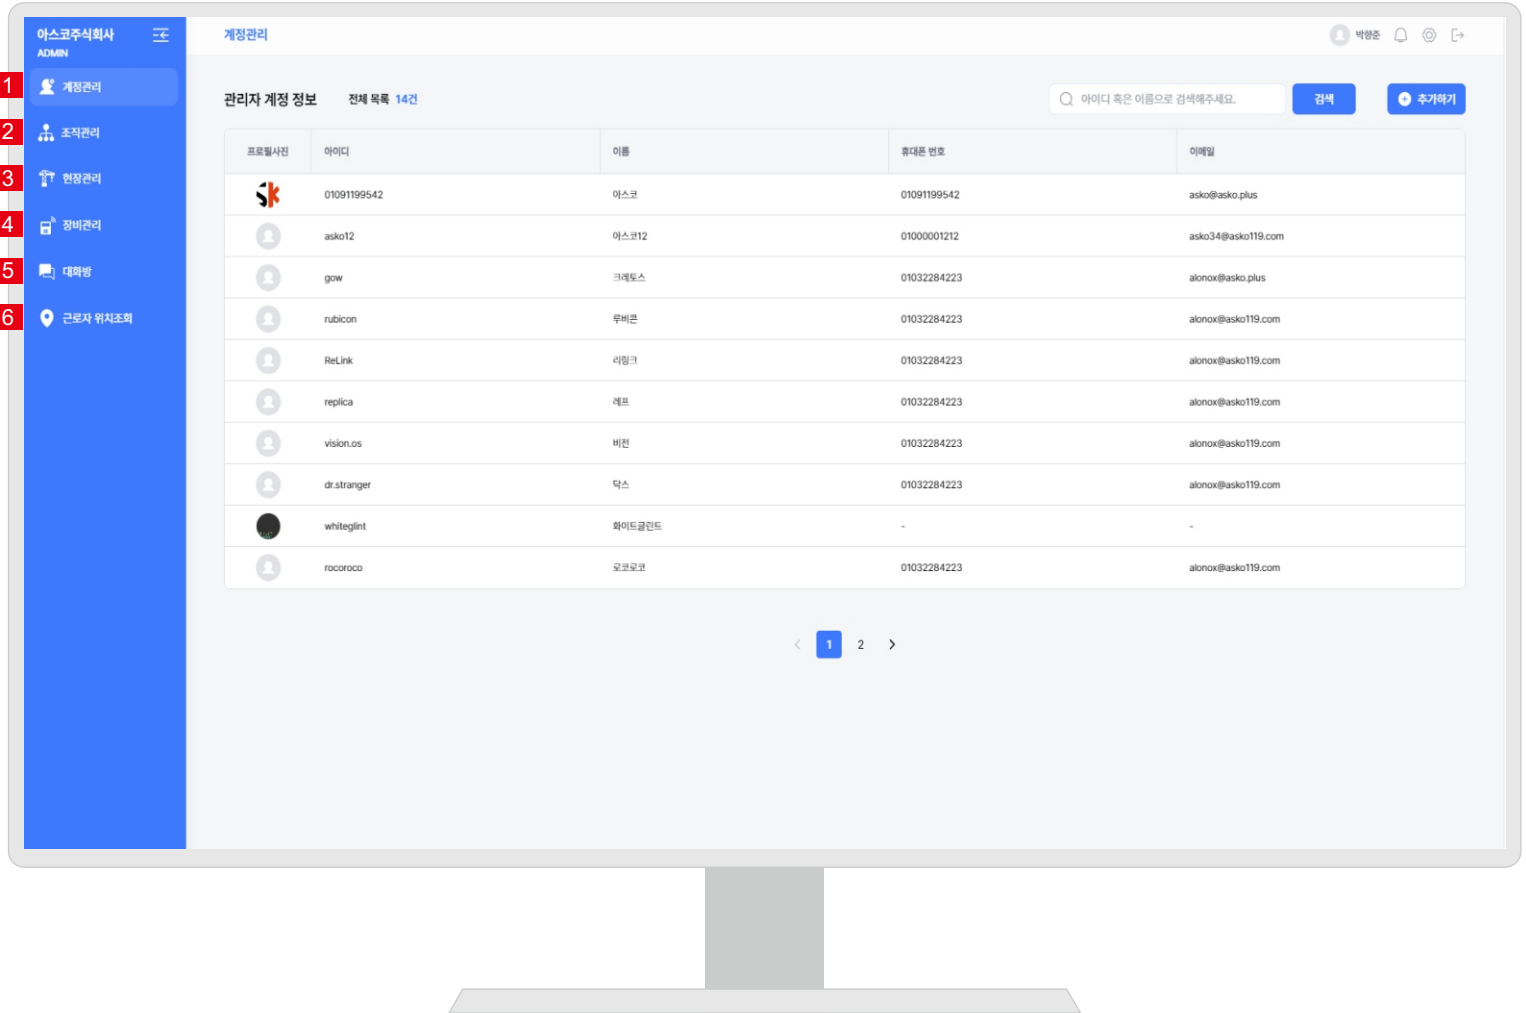 아스코주식회사
ADMIN
1 계정관리
2 조직관리
3 현장관리
4 장비관리
5 대화방
6 근로자 위치조회
계정관리
박향준
관리자 계정 정보 전체 목록 14건
아이디 혹은 이름으로 검색해주세요.
검색
추가하기
프로필사진 아이디 이름 휴대폰 번호 이메일
sk 01091199542 아스코 01091199542 asko@asko.plus
asko12 아스코12 01000001212 asko34@asko119.com
gow 크레토스 01032284223 alonox@asko.plus
rubicon 루비콘 01032284223 alonox@asko119.com
ReLink 리링크 01032284223 alonox@asko119.com
replica 레프 01032284223 alonox@asko119.com
vision.os 비전 01032284223 alonox@asko119.com
dr.stranger 닥스 01032284223 alonox@asko119.com
whiteglint 화이트글린트 - -
rocoroco 로코로코 01032284223 alonox@asko119.com
1 2